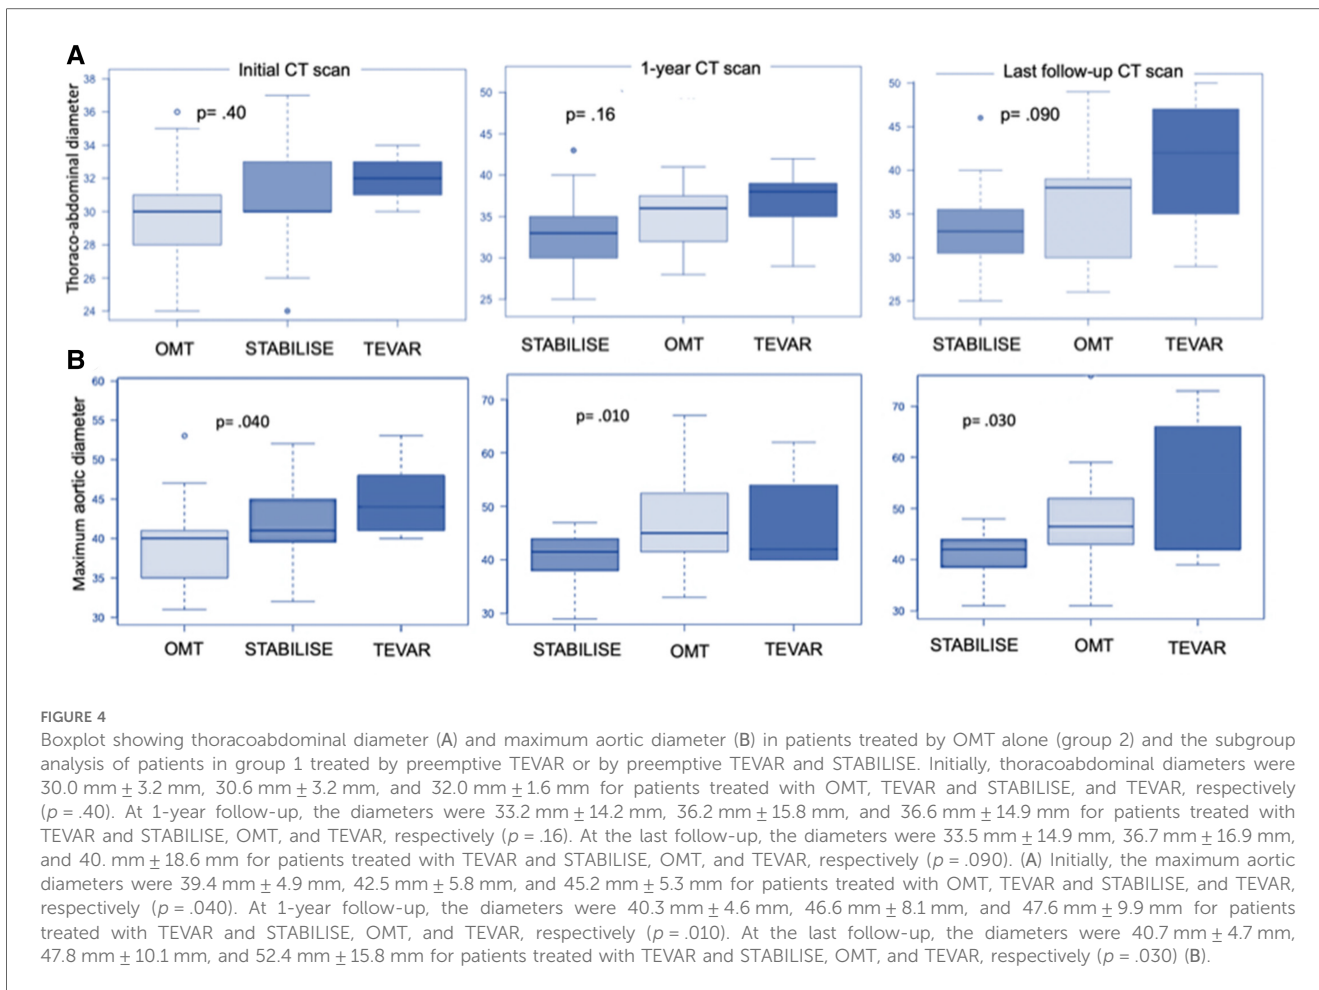 A
Initial CT scan
1-year CT scan
Last follow-up CT scan
Thoraco-abdominal diameter
38
36
34
32
30
28
26
24
p= .40
OMT
STABILISE
TEVAR
50
45
40
35
30
25
p= .16
STABILISE
OMT
TEVAR
50
45
40
35
30
25
p= .090
STABILISE
OMT
TEVAR
B
Maximum aortic diameter
60
55
50
45
40
35
30
p= .040
OMT
STABILISE
TEVAR
70
60
50
40
30
p= .010
STABILISE
OMT
TEVAR
70
60
50
40
30
p= .030
STABILISE
OMT
TEVAR
FIGURE 4
Boxplot showing thoracoabdominal diameter (A) and maximum aortic diameter (B) in patients treated by OMT alone (group 2) and the subgroup
analysis of patients in group 1 treated by preemptive TEVAR or by preemptive TEVAR and STABILISE. Initially, thoracoabdominal diameters were
30.0 mm ± 3.2 mm, 30.6 mm ± 3.2 mm, and 32.0 mm ± 1.6 mm for patients treated with OMT, TEVAR and STABILISE, and TEVAR, respectively
(p = .40). At 1-year follow-up, the diameters were 33.2 mm ± 14.2 mm, 36.2 mm ± 15.8 mm, and 36.6 mm ± 14.9 mm for patients treated with
TEVAR and STABILISE, OMT, and TEVAR, respectively (p = .16). At the last follow-up, the diameters were 33.5 mm ± 14.9 mm, 36.7 mm ± 16.9 mm,
and 40. mm ± 18.6 mm for patients treated with TEVAR and STABILISE, OMT, and TEVAR, respectively (p = .090). (A) Initially, the maximum aortic
diameters were 39.4 mm ± 4.9 mm, 42.5 mm ± 5.8 mm, and 45.2 mm ± 5.3 mm for patients treated with OMT, TEVAR and STABILISE, and TEVAR,
respectively (p = .040). At 1-year follow-up, the diameters were 40.3 mm ± 4.6 mm, 46.6 mm ± 8.1 mm, and 47.6 mm ± 9.9 mm for patients
treated with TEVAR and STABILISE, OMT, and TEVAR, respectively (p = .010). At the last follow-up, the diameters were 40.7 mm ± 4.7 mm,
47.8 mm ± 10.1 mm, and 52.4 mm ± 15.8 mm for patients treated with TEVAR and STABILISE, OMT, and TEVAR, respectively (p = .030) (B).